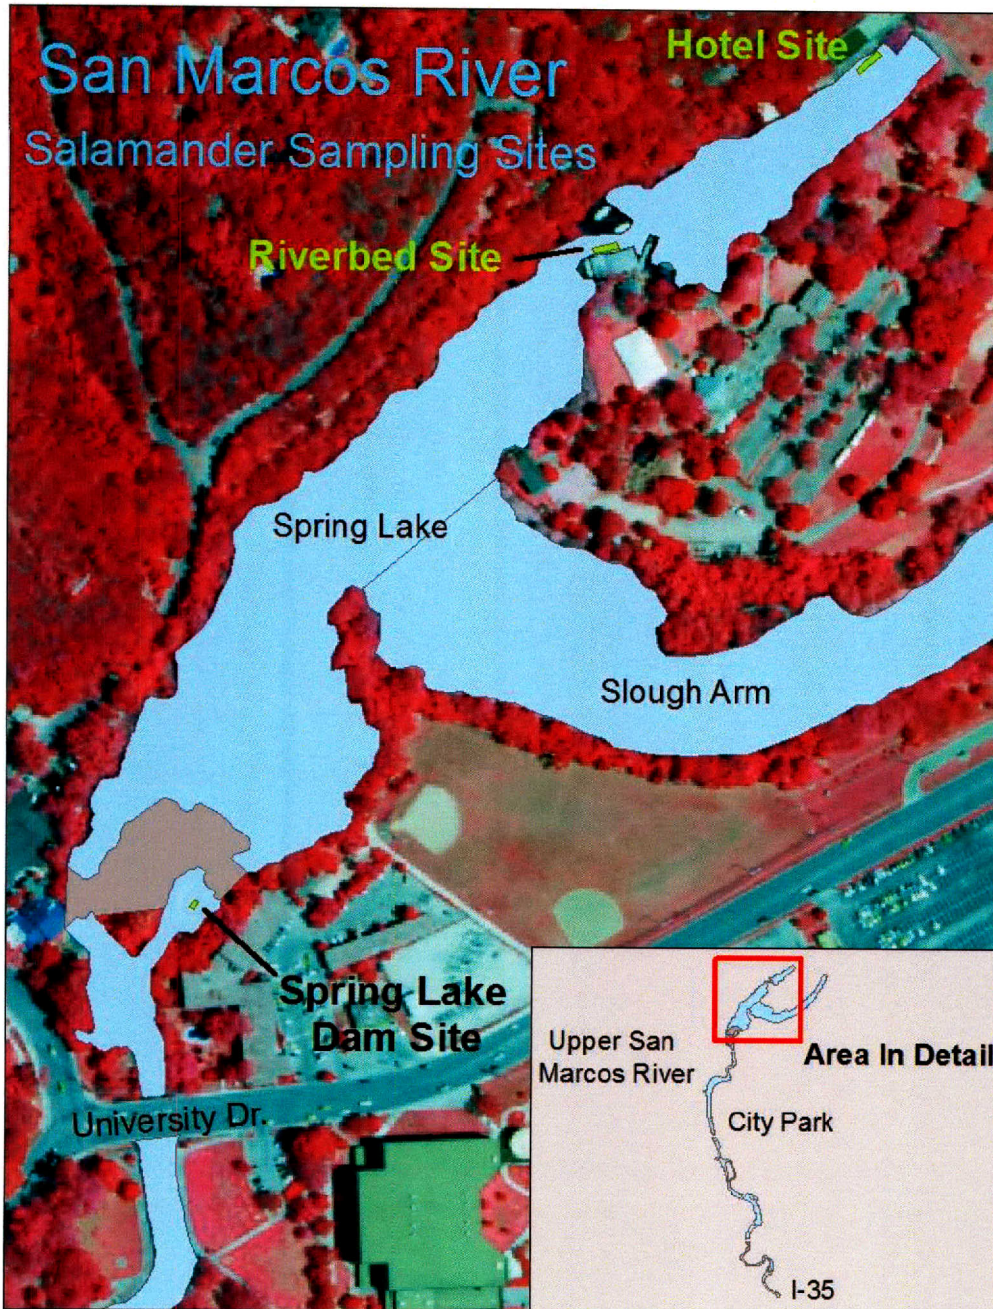 San Marcos River
Salamander Sampling Sites
Hotel Site
Riverbed Site
Spring Lake
Slough Arm
Spring Lake
Dam Site
University Dr.
Upper San
Marcos River
Area In Detail
City Park
I-35